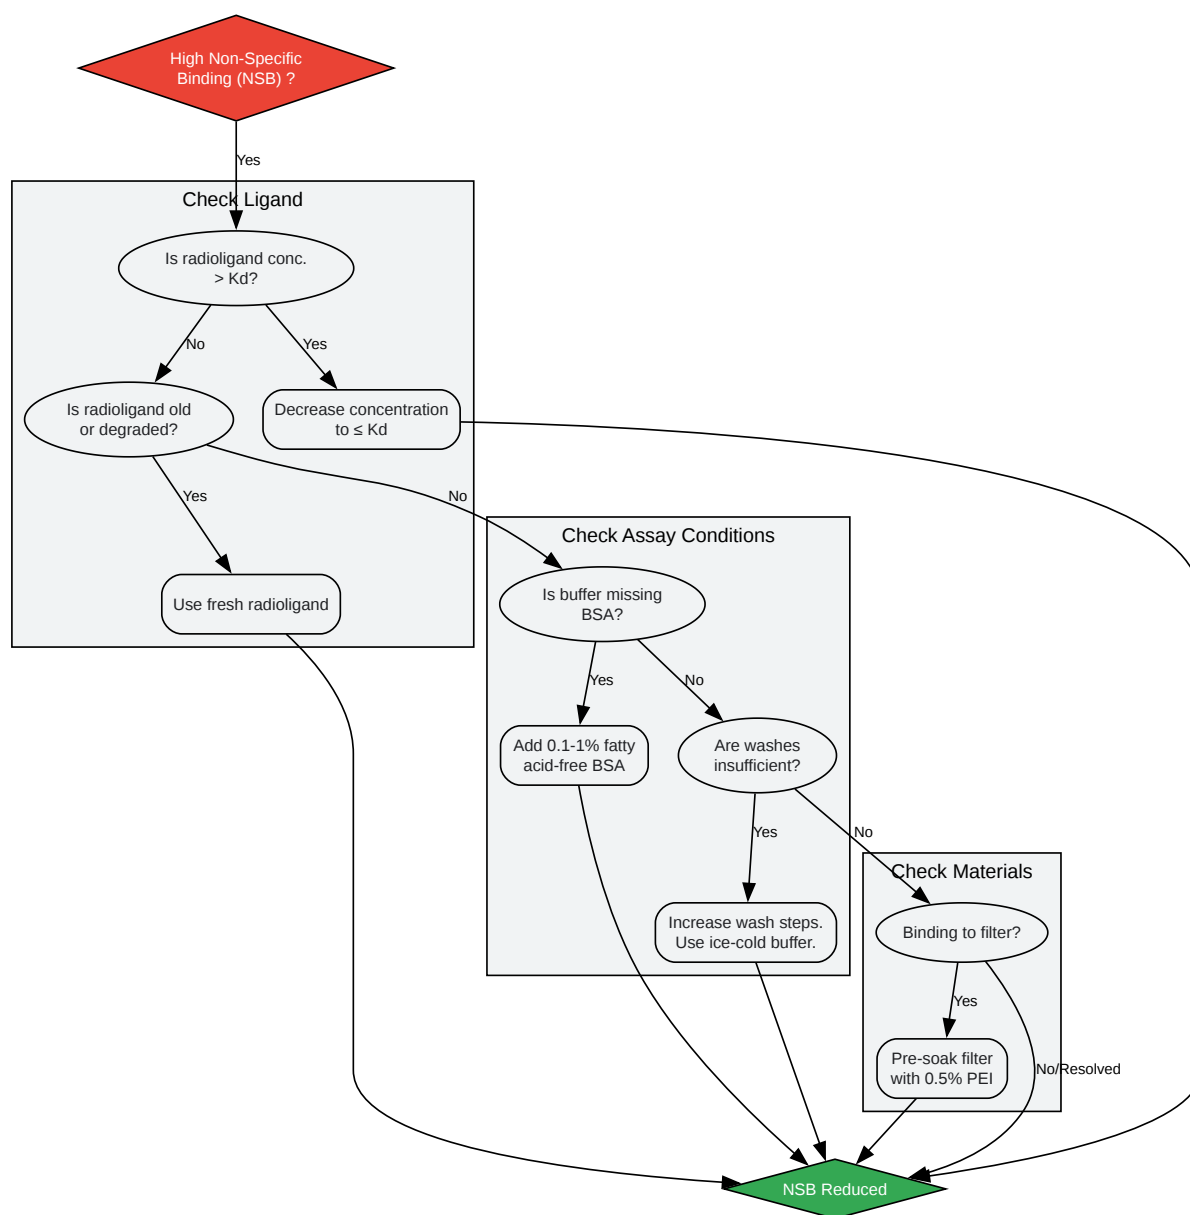 High Non-Specific
Binding (NSB) ?
Yes
Check Ligand
Is radioligand conc.
> Kd?
No
Yes
Is radioligand old
or degraded?
Decrease concentration
to ≤ Kd
Yes
No
Use fresh radioligand
Check Assay Conditions
Is buffer missing
BSA?
Yes
No
Add 0.1-1% fatty
acid-free BSA
Are washes
insufficient?
Yes
No
Increase wash steps.
Use ice-cold buffer.
Check Materials
Binding to filter?
Yes
Pre-soak filter
with 0.5% PEI
No/Resolved
NSB Reduced